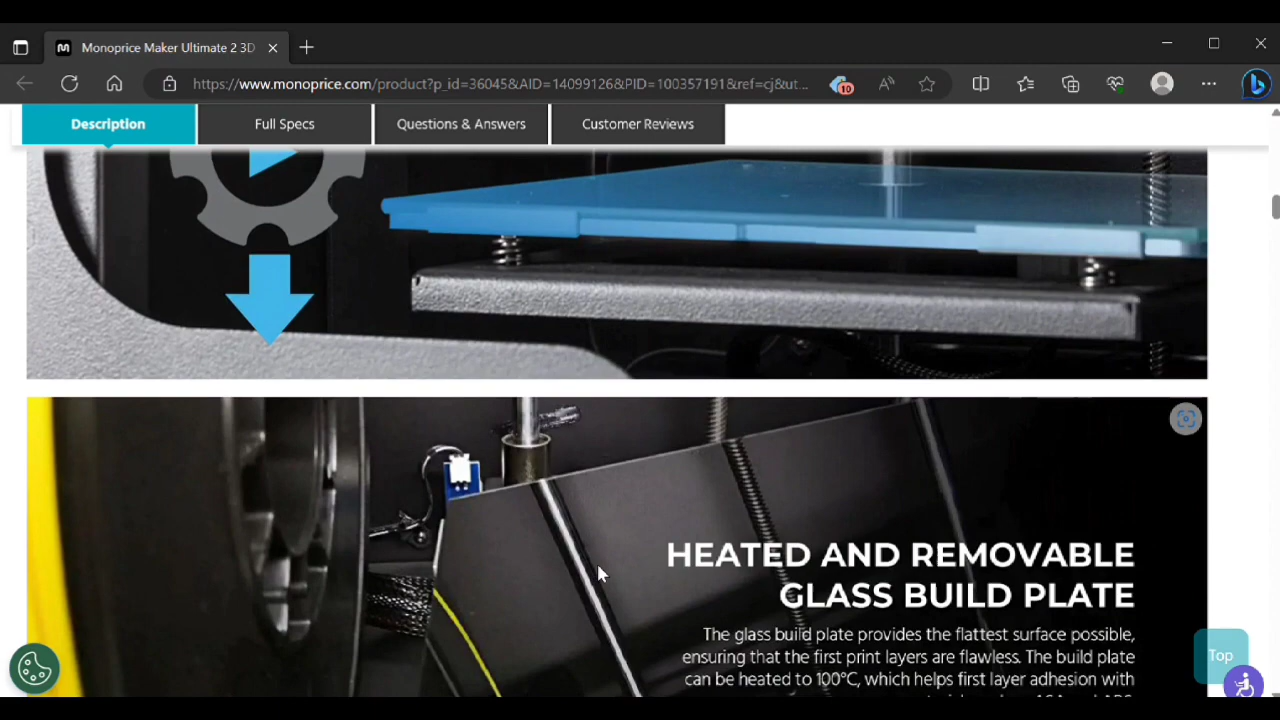 Monoprice Maker Ultimate 2 3D
https://www.monoprice.com/product?p_id=36045&AID=14099126&PID=100357191&ref=cj&ut...
10
Description
Full Specs
Questions & Answers
Customer Reviews
HEATED AND REMOVABLE
GLASS BUILD PLATE
The glass build plate provides the flattest surface possible,
ensuring that the first print layers are flawless. The build plate
can be heated to 100°C, which helps first layer adhesion with
Top